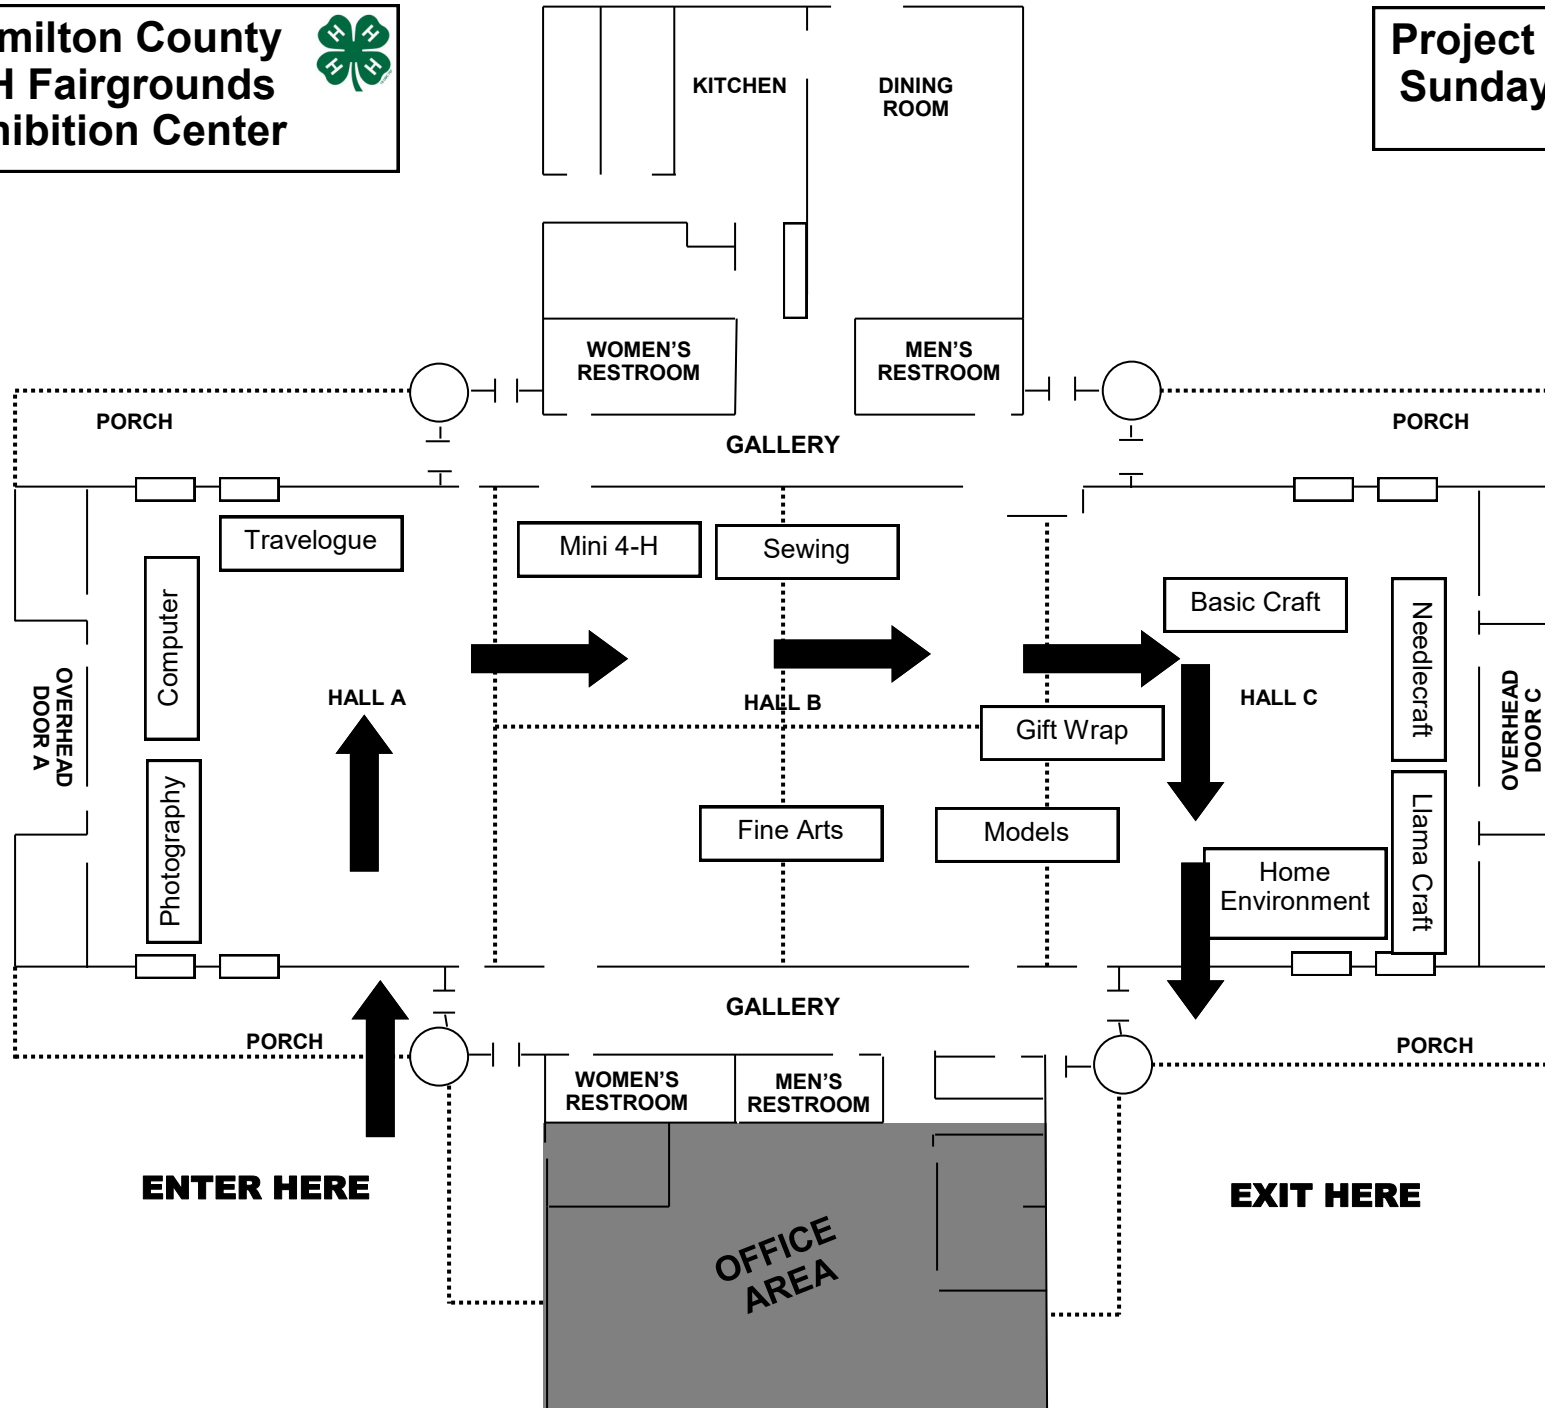 milton County
H Fairgrounds
hibition Center
H H H H
Project
Sunday
KITCHEN
DINING
ROOM
WOMEN'S
RESTROOM
MEN'S
RESTROOM
PORCH
GALLERY
PORCH
Travelogue
Mini 4-H
Sewing
Computer
Basic Craft
Needlecraft
OVERHEAD
DOOR A
HALL A
HALL B
HALL C
OVERHEAD
DOOR C
Gift Wrap
Photography
Fine Arts
Models
Llama Craft
Home
Environment
GALLERY
PORCH
PORCH
WOMEN'S
RESTROOM
MEN'S
RESTROOM
ENTER HERE
EXIT HERE
OFFICE
AREA